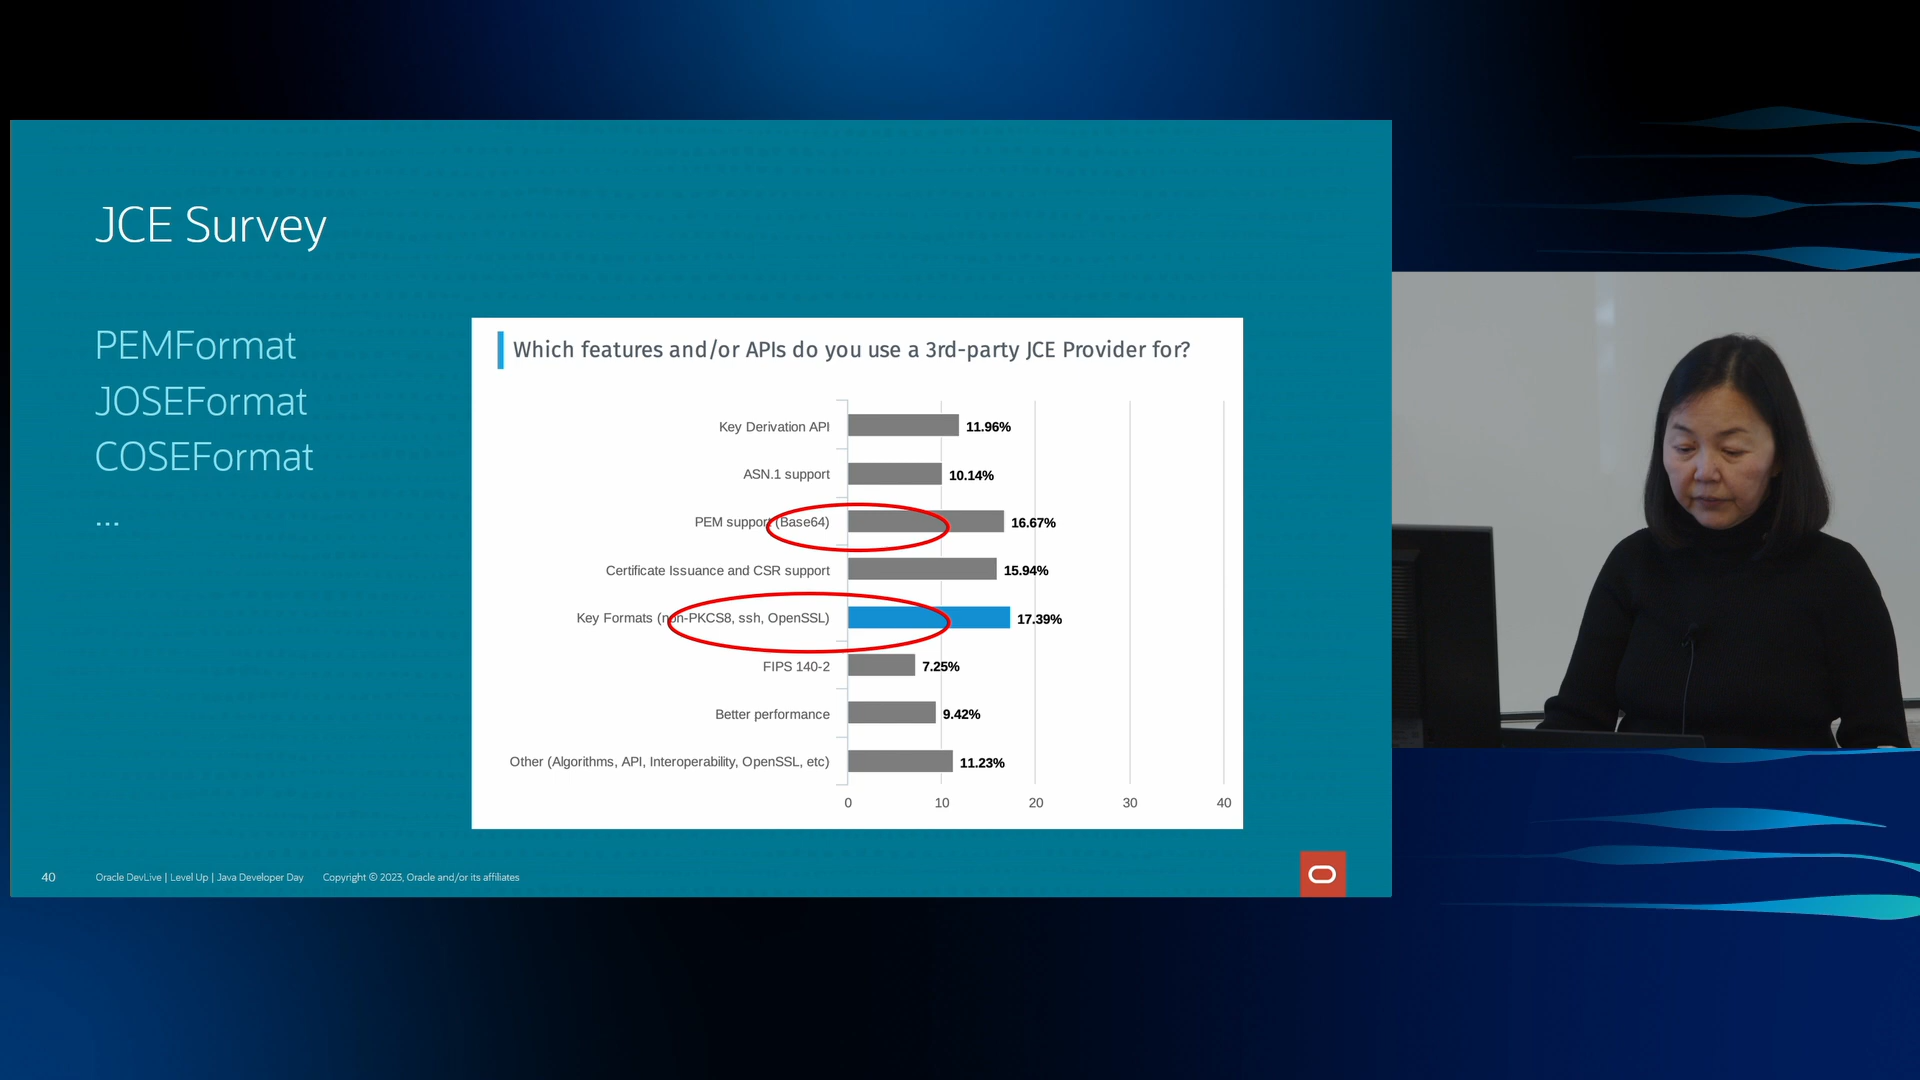 JCE Survey
PEMFormat
JOSEFormat
COSEFormat
...
Which features and/or APIs do you use a 3rd-party JCE Provider for?
Key Derivation API 11.96%
ASN.1 support 10.14%
PEM support (Base64) 16.67%
Certificate Issuance and CSR support 15.94%
Key Formats (non-PKCS8, ssh, OpenSSL) 17.39%
FIPS 140-2 7.25%
Better performance 9.42%
Other (Algorithms, API, Interoperability, OpenSSL, etc) 11.23%
0 10 20 30 40
40 Oracle DevLive | Level Up | Java Developer Day Copyright © 2023, Oracle and/or its affiliates